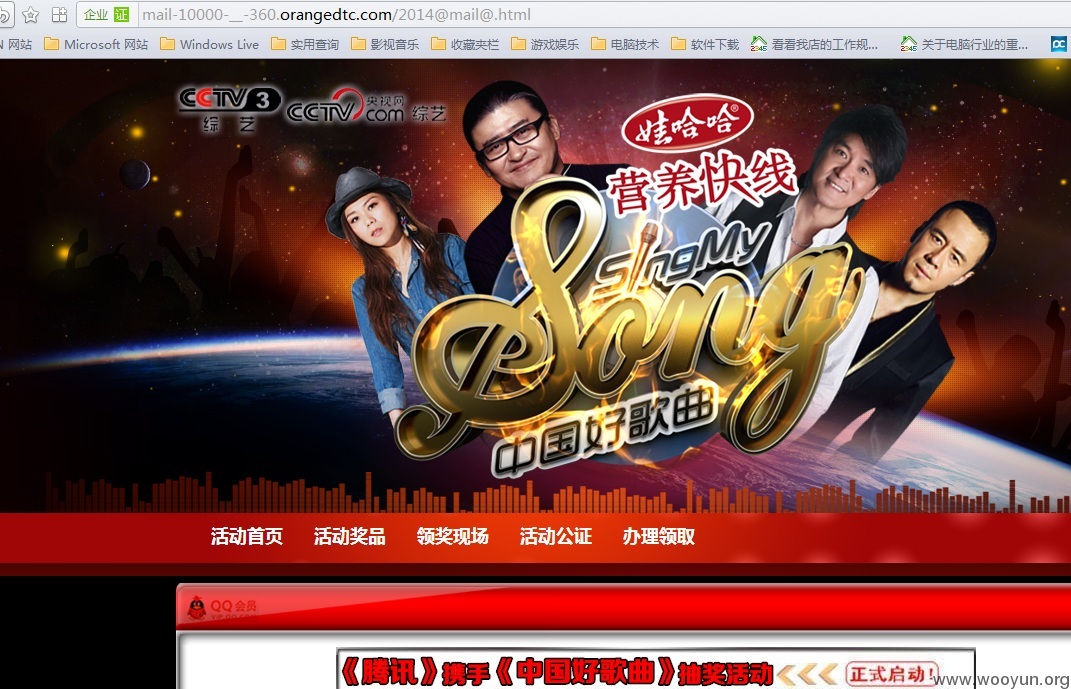 企业 证 mail-10000-__-360.orangedtc.com/2014@mail@.html
网站 Microsoft 网站 Windows Live 实用查询 影视音乐 收藏夹栏 游戏娱乐 电脑技术 软件下载 看看我店的工作规... 关于电脑行业的重...
CCTV 3 综艺
CCTV 央视网 .com 综艺
娃哈哈®
营养快线
Sing My
Song
中国好歌曲
活动首页 活动奖品 领奖现场 活动公证 办理领取
QQ会员
《腾讯》携手《中国好歌曲》抽奖活动 正式启动!
www.wooyun.org